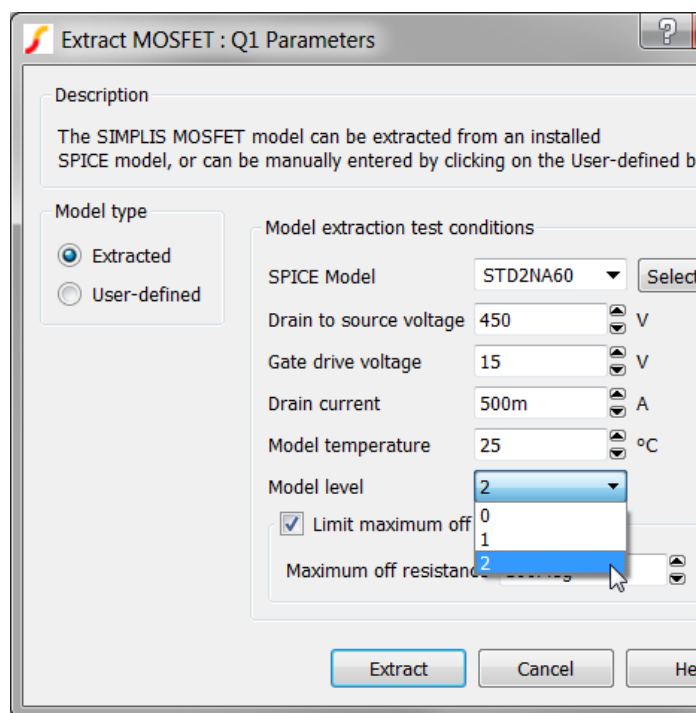 Extract MOSFET : Q1 Parameters
Description
The SIMPLIS MOSFET model can be extracted from an installed
SPICE model, or can be manually entered by clicking on the User-defined b
Model type
Extracted
User-defined
Model extraction test conditions
SPICE Model STD2NA60 Select
Drain to source voltage 450 V
Gate drive voltage 15 V
Drain current 500m A
Model temperature 25 °C
Model level 2
0
1
2
Limit maximum off
Maximum off resistance
Extract Cancel He